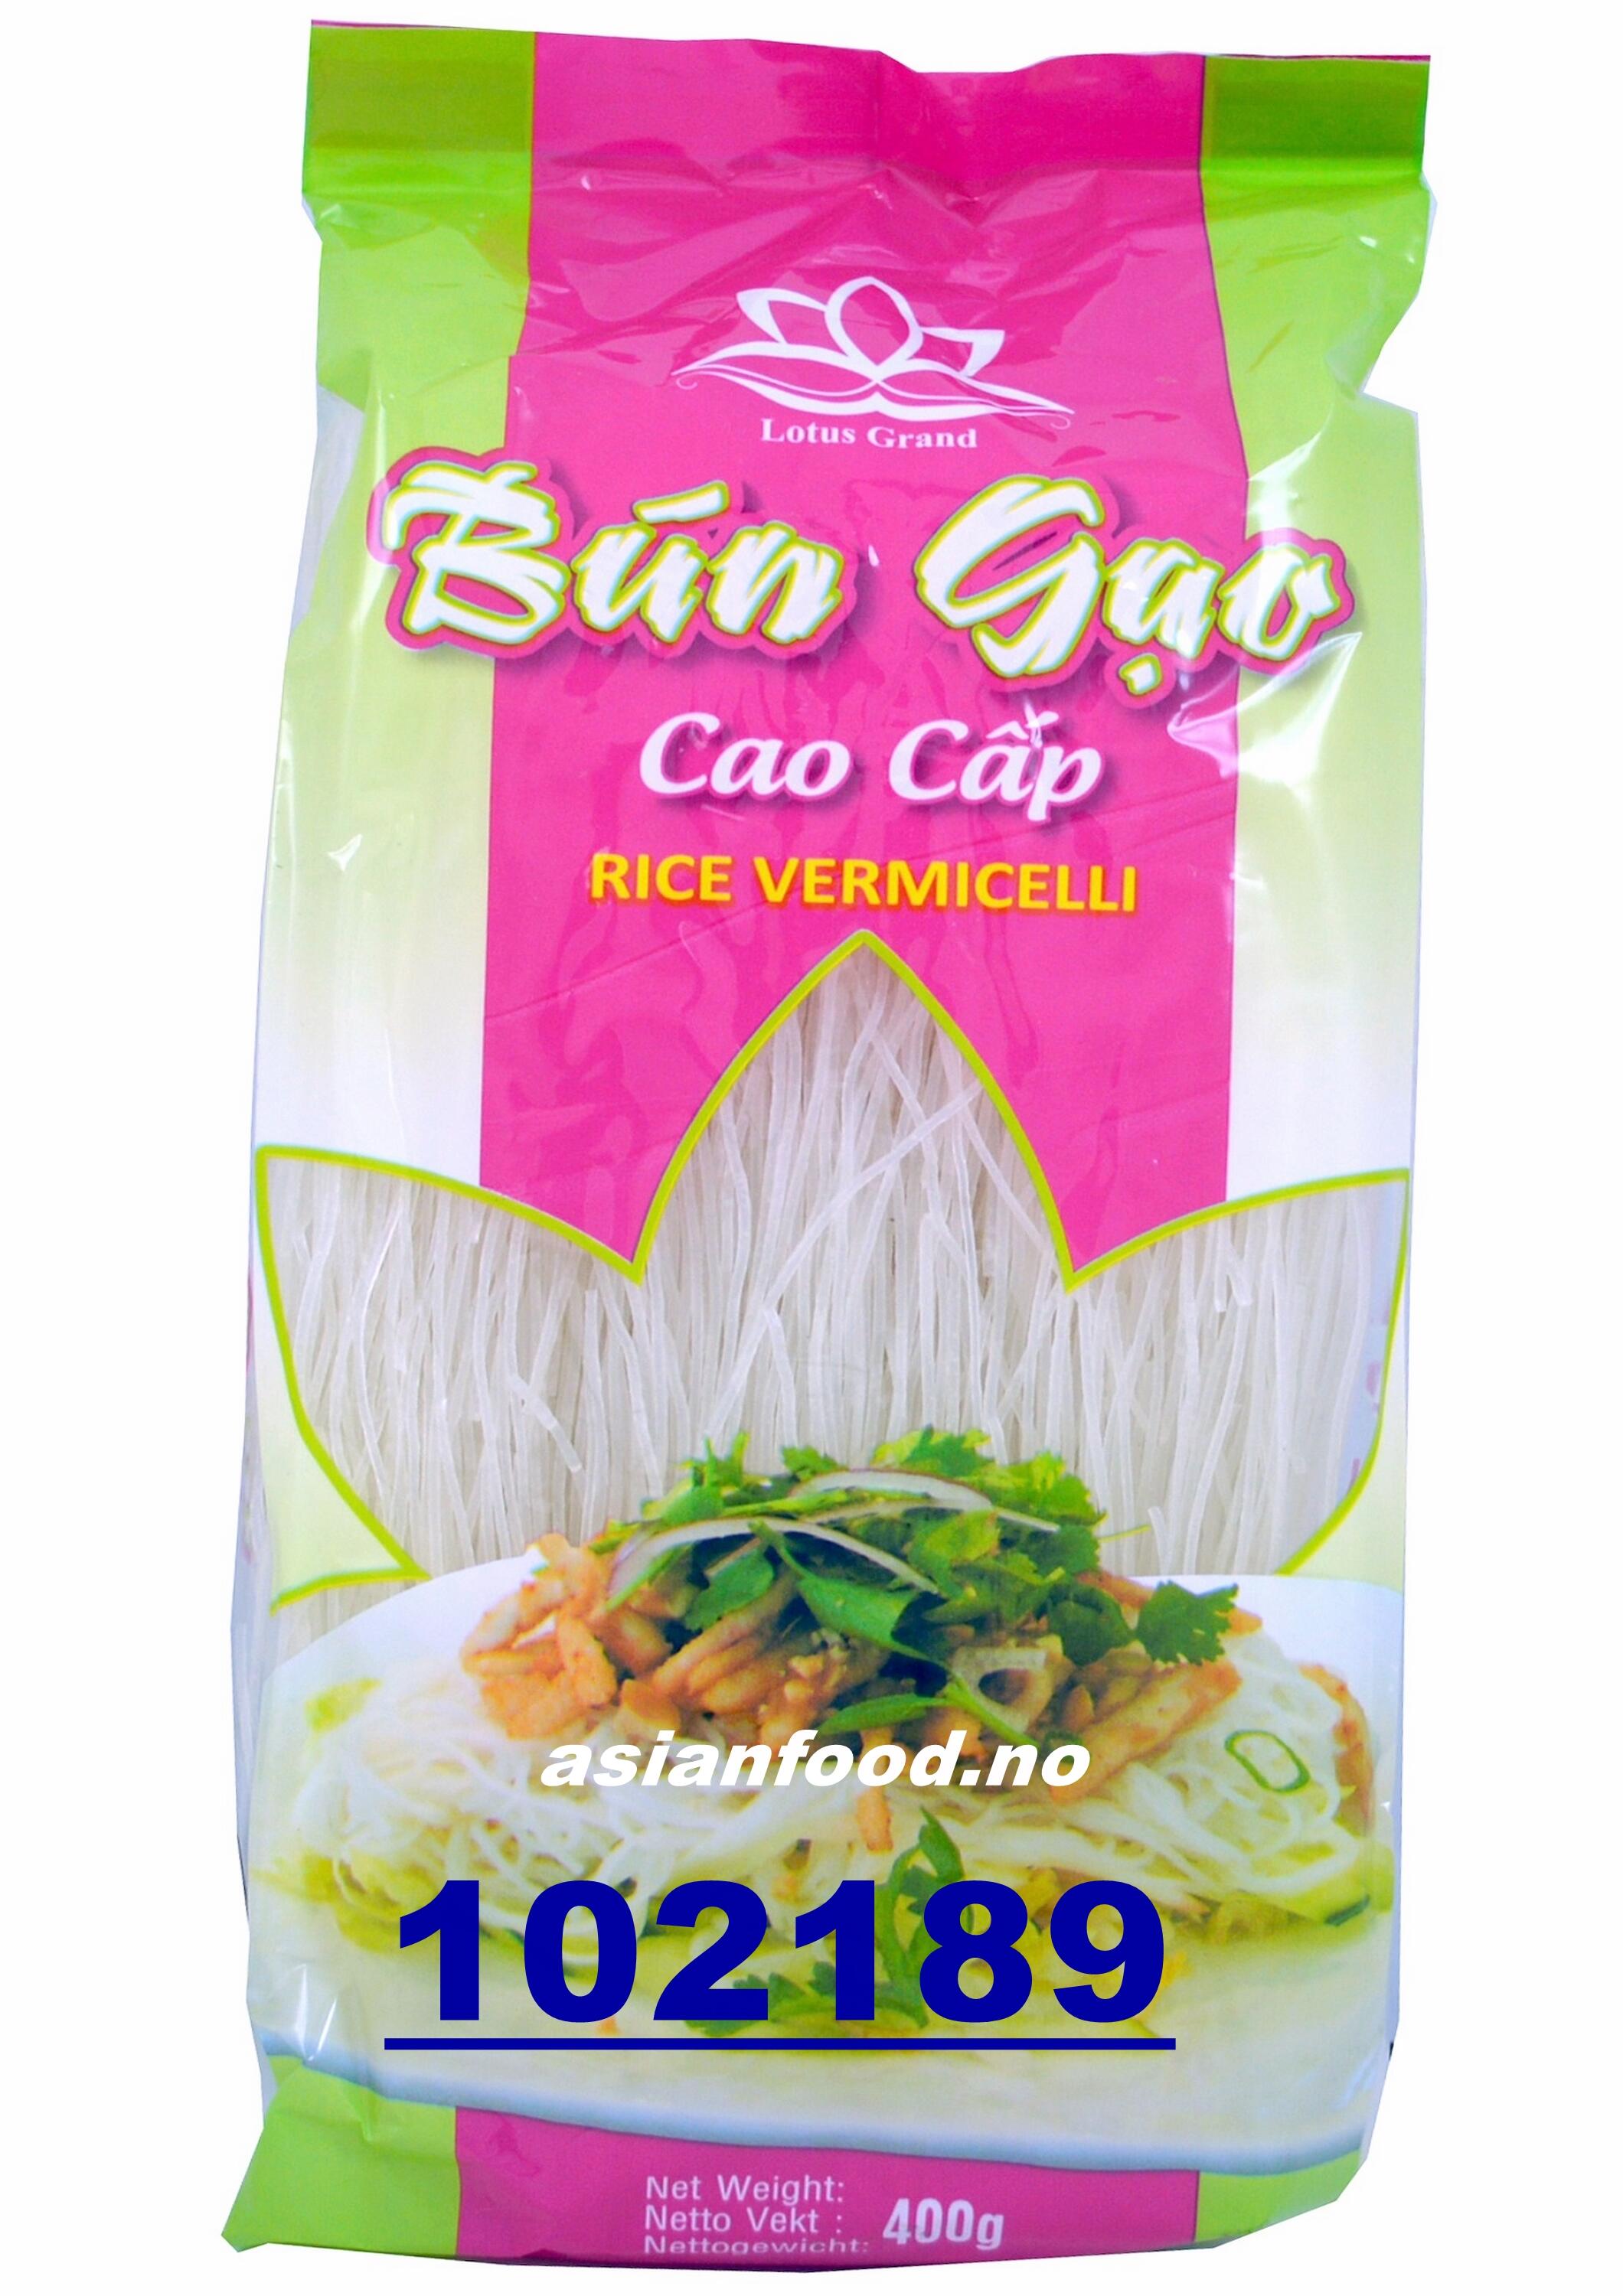 Lotus Grand
Bún Gạo
Cao Cấp
RICE VERMICELLI
asianfood.no
102189
Net Weight:
Netto Vekt : 400g
Nettogewicht: